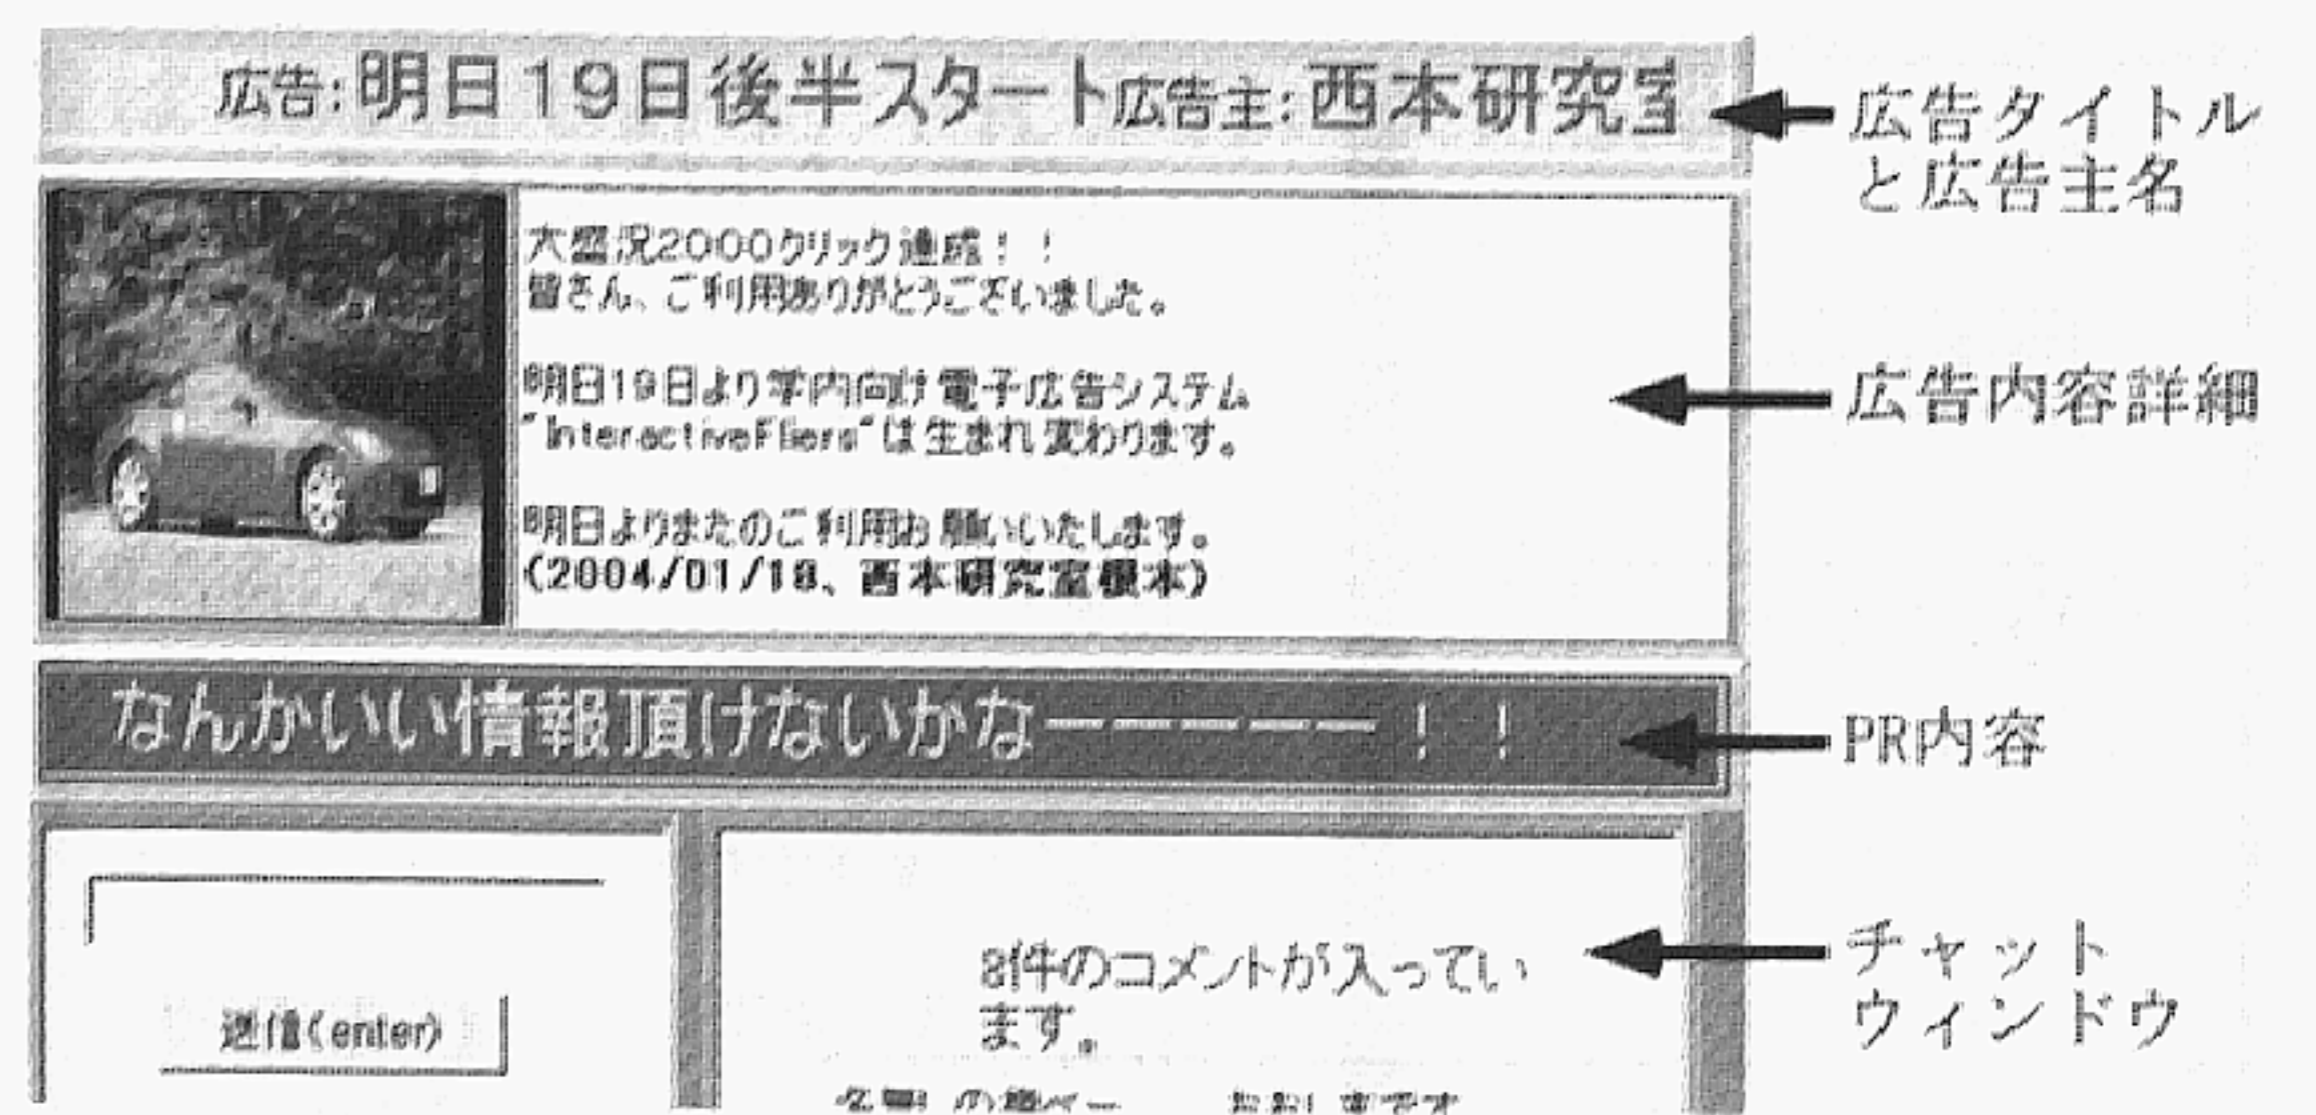 広告:明日19日後半スタート広告主:西本研究室
広告タイトル
と広告主名
大盛況2000クリック達成！！
皆さん、ご利用ありがとうございました。
明日19日より学内向け電子広告システム
"InteractiveFliers"は生まれ変わります。
明日よりまたのご利用お願いいたします。
(2004/01/18、西本研究室根本)
広告内容詳細
なんかいい情報頂けないかな―――――！！
PR内容
送信(enter)
8件のコメントが入ってい
ます。
チャット
ウィンドウ